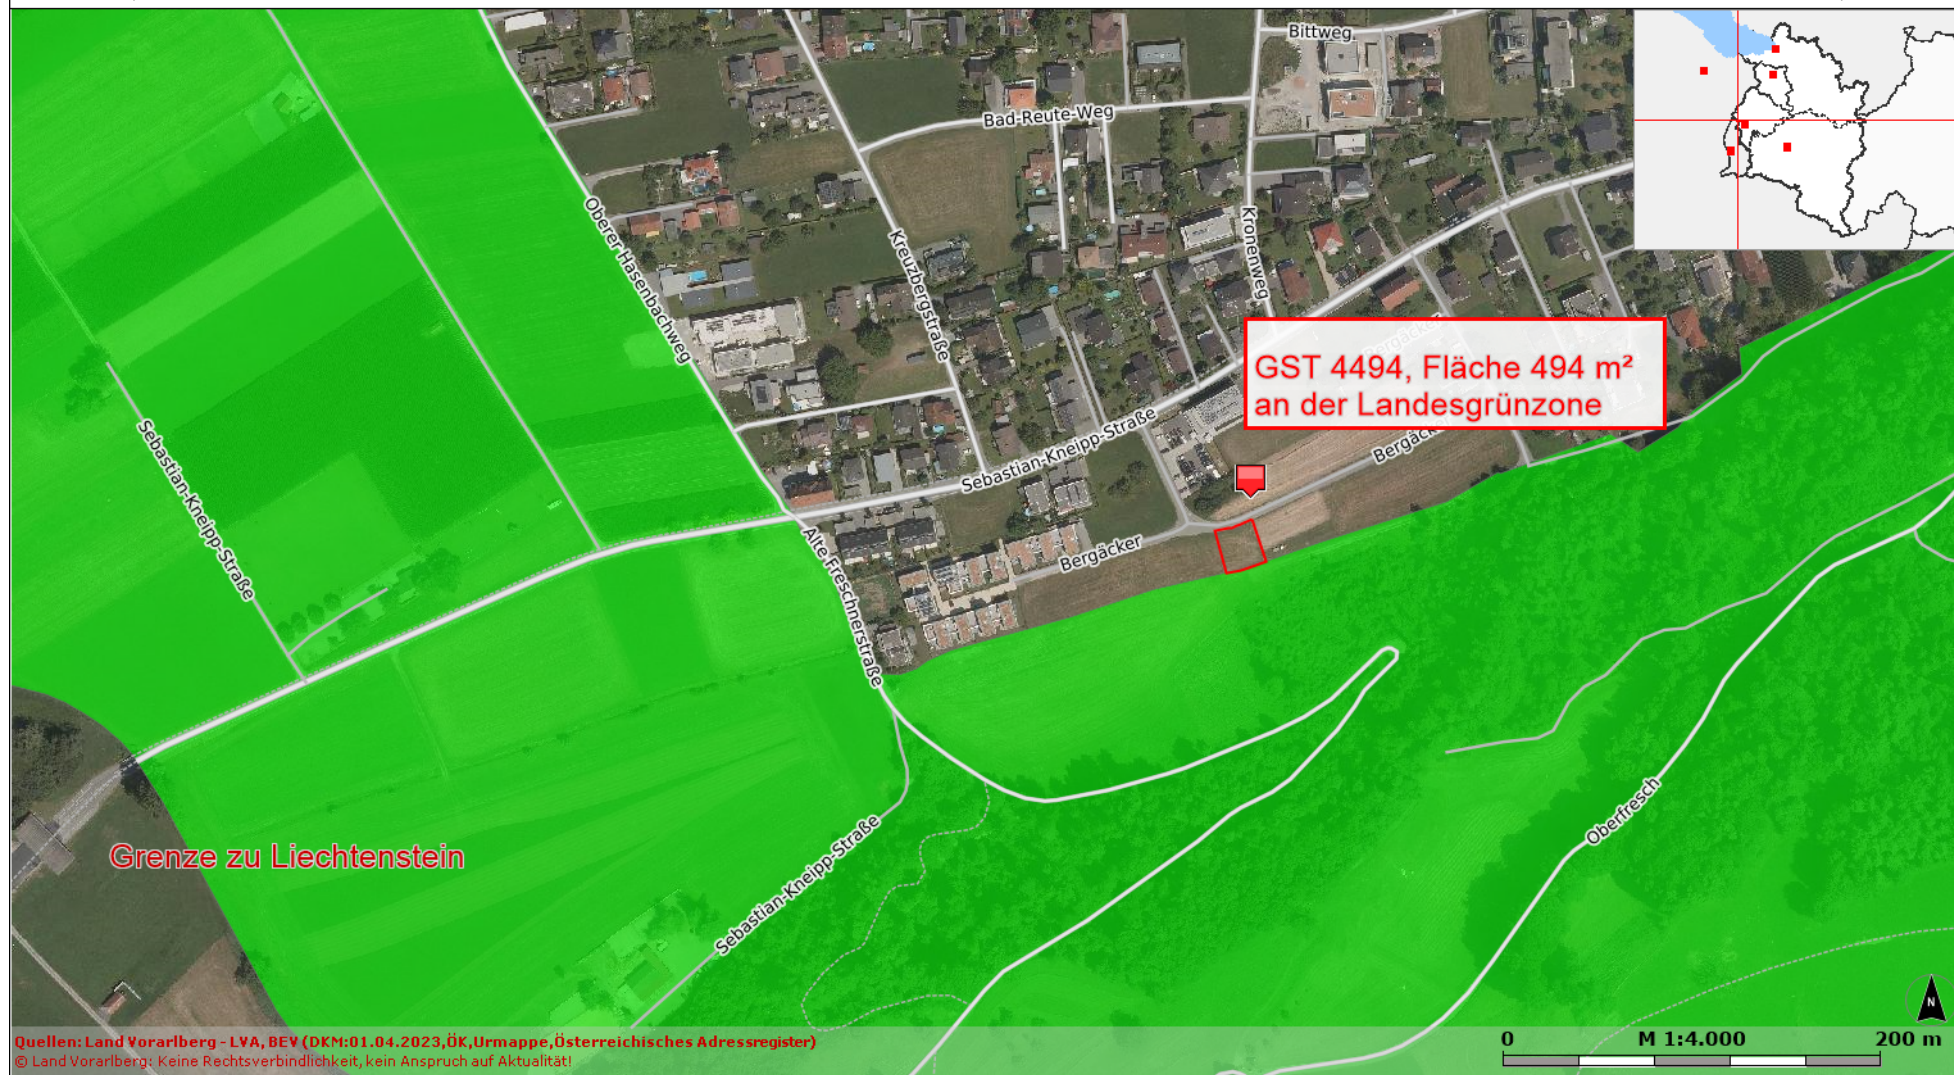 Bittweg
Bad-Reute-Weg
Oberer Hasenbachweg
Kreuzbergstraße
Kronenweg
Bergäcker
GST 4494, Fläche 494 m²
an der Landesgrünzone
Sebastian-Kneipp-Straße
Bergäcker
Sebastian-Kneipp-Straße
Alte-Freschnerstraße
Bergäcker
Oberfresch
Grenze zu Liechtenstein
Sebastian-Kneipp-Straße
N
Quellen: Land Vorarlberg - LVA, BEV (DKM:01.04.2023,ÖK,Urmappe,Österreichisches Adressregister)
© Land Vorarlberg: Keine Rechtsverbindlichkeit, kein Anspruch auf Aktualität!
0 M 1:4.000 200 m